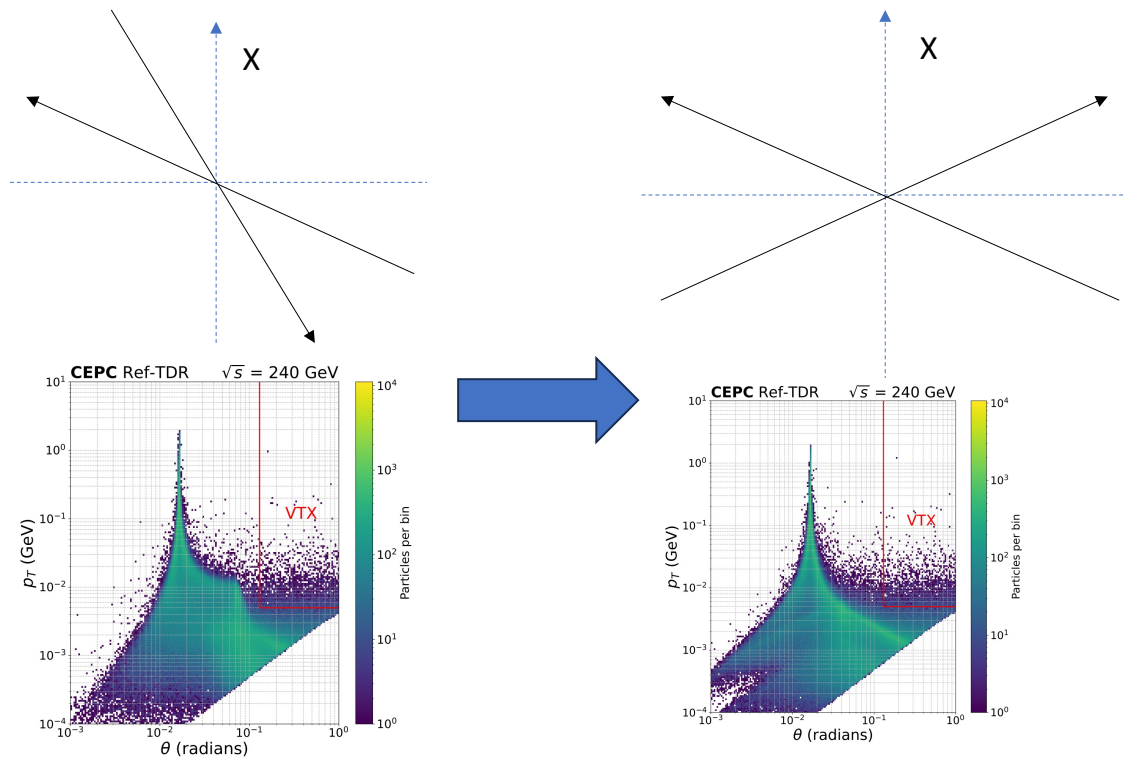 X
X
CEPC Ref-TDR √s = 240 GeV
10¹
10⁰
10⁻¹
10⁻²
10⁻³
10⁻⁴
p_T (GeV)
VTX
10⁻³ 10⁻² 10⁻¹ 10⁰
θ (radians)
10⁴
10³
10²
10¹
10⁰
Particles per bin
CEPC Ref-TDR √s = 240 GeV
10¹
10⁰
10⁻¹
10⁻²
10⁻³
10⁻⁴
p_T (GeV)
VTX
10⁻³ 10⁻² 10⁻¹ 10⁰
θ (radians)
10⁴
10³
10²
10¹
10⁰
Particles per bin